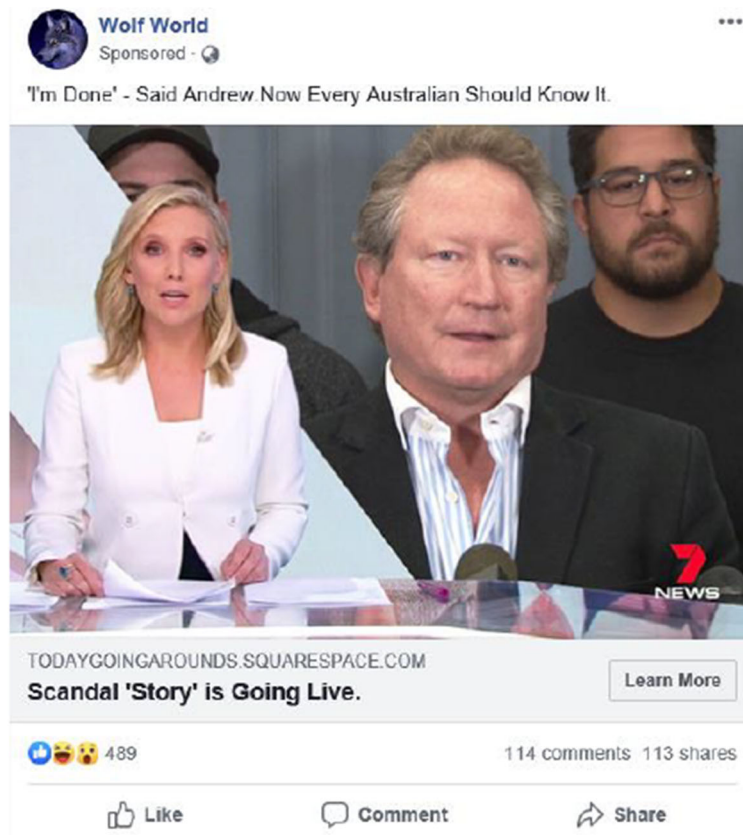 Wolf World
Sponsored ·
'I'm Done' - Said Andrew.Now Every Australian Should Know It.
7
NEWS
TODAYGOINGAROUNDS.SQUARESPACE.COM
Scandal 'Story' is Going Live.
Learn More
489
114 comments 113 shares
Like
Comment
Share